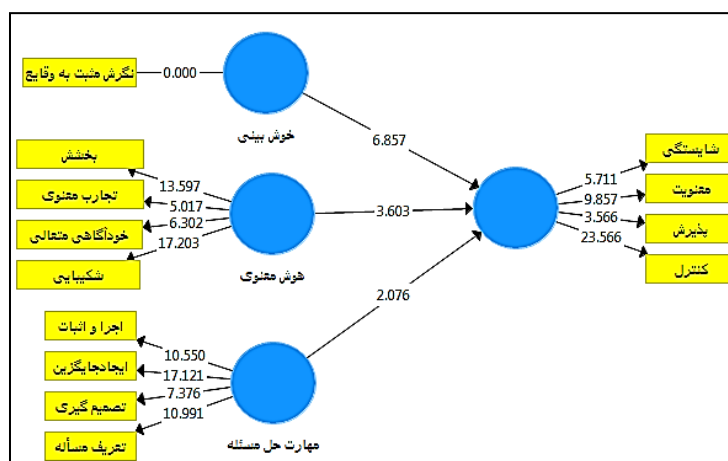 نگرش مثبت به وقایع
0.000
خوش بینی
6.857
بخشش
13.597
تجارب معنوی
5.017
خودآگاهی متعالی
6.302
شکیبایی
17.203
هوش معنوی
3.603
شایستگی
5.711
معنویت
9.857
پذیرش
3.566
کنترل
23.566
2.076
اجرا و اثبات
10.550
ایجادجایگزین
17.121
تصمیم گیری
7.376
تعریف مسأله
10.991
مهارت حل مسئله